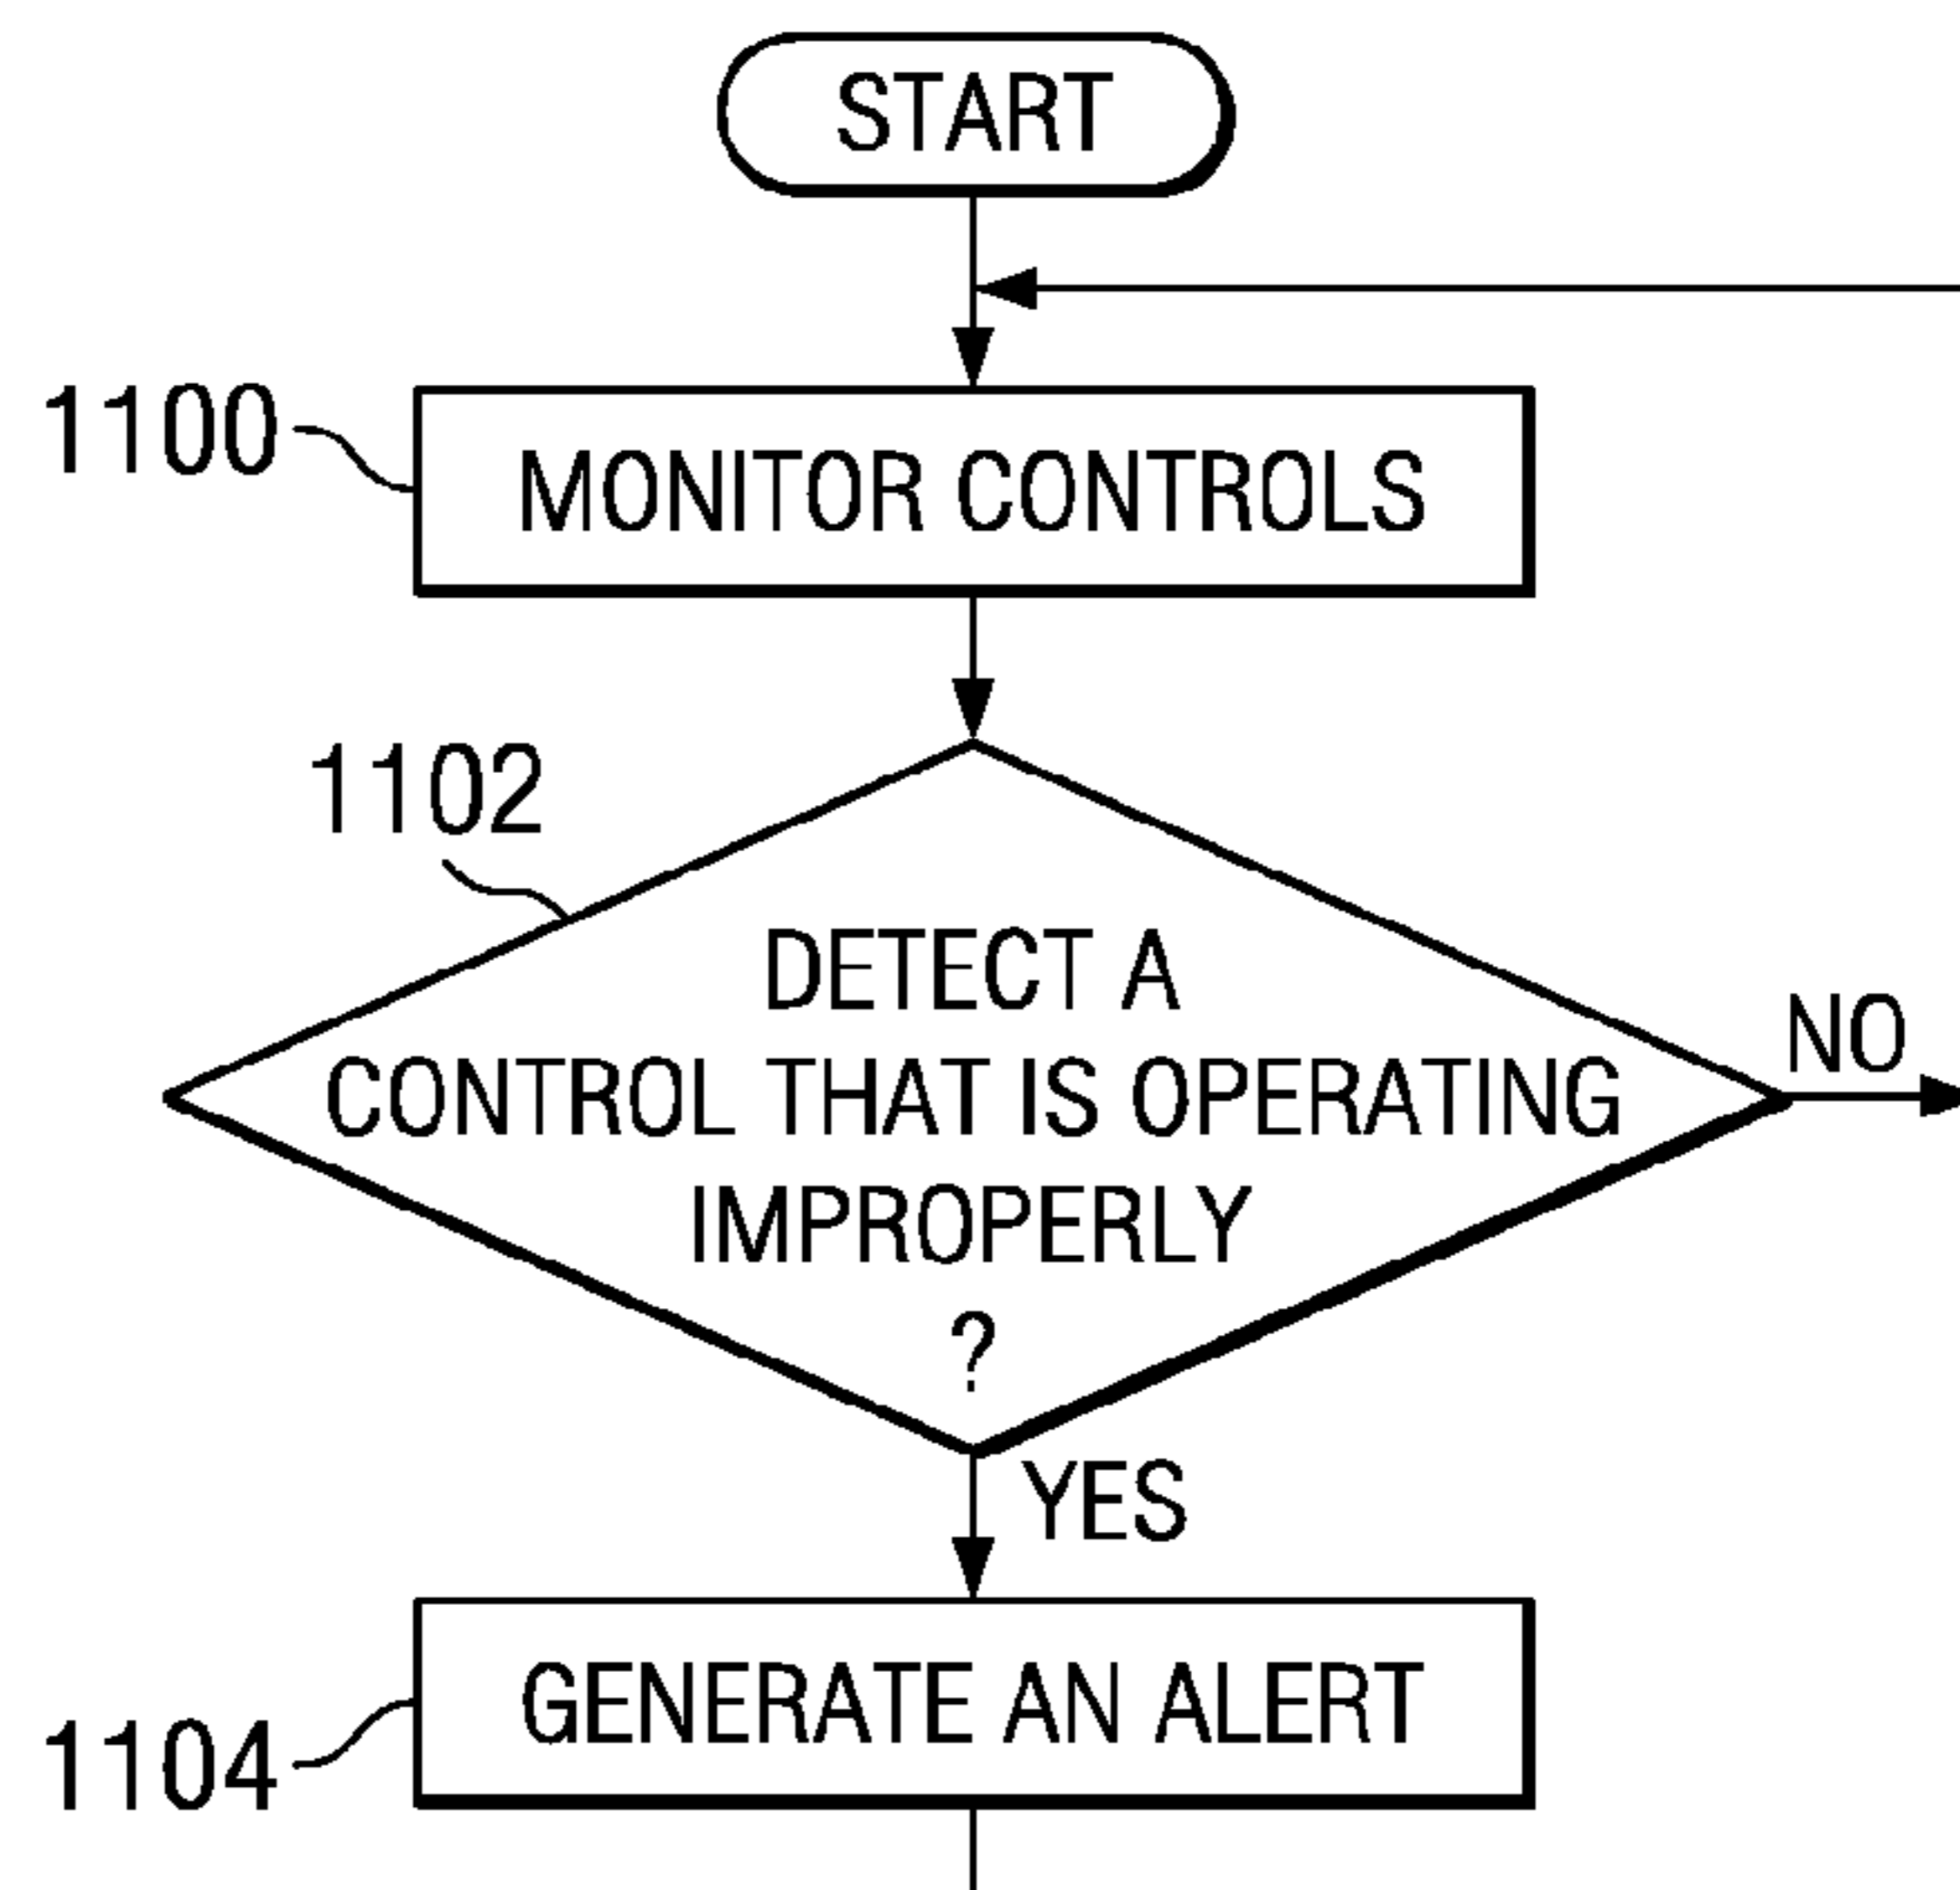 START
1100
MONITOR CONTROLS
1102
DETECT A
CONTROL THAT IS OPERATING
IMPROPERLY
?
NO
YES
GENERATE AN ALERT
1104